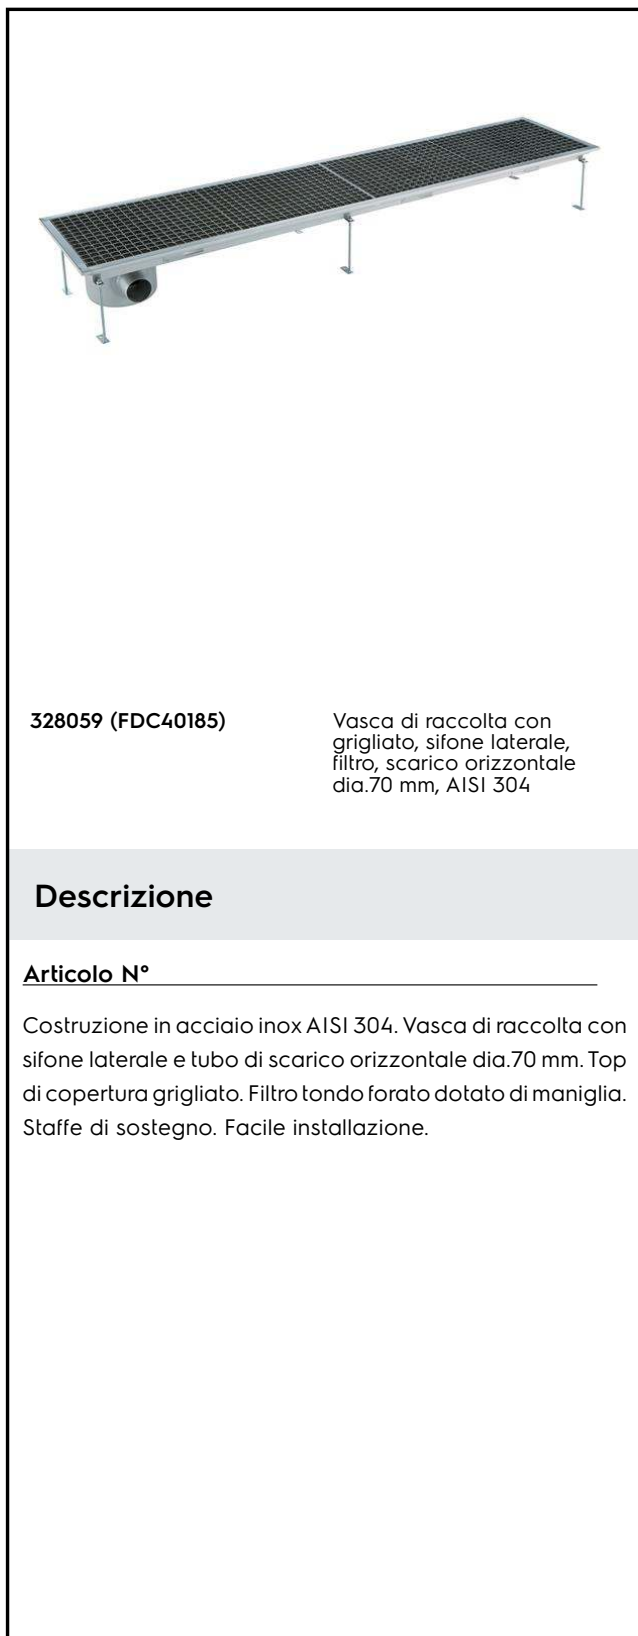 328059 (FDC40185)
Vasca di raccolta con
grigliato, sifone laterale,
filtro, scarico orizzontale
dia.70 mm, AISI 304
Descrizione
Articolo N°
Costruzione in acciaio inox AISI 304. Vasca di raccolta con
sifone laterale e tubo di scarico orizzontale dia.70 mm. Top
di copertura grigliato. Filtro tondo forato dotato di maniglia.
Staffe di sostegno. Facile installazione.